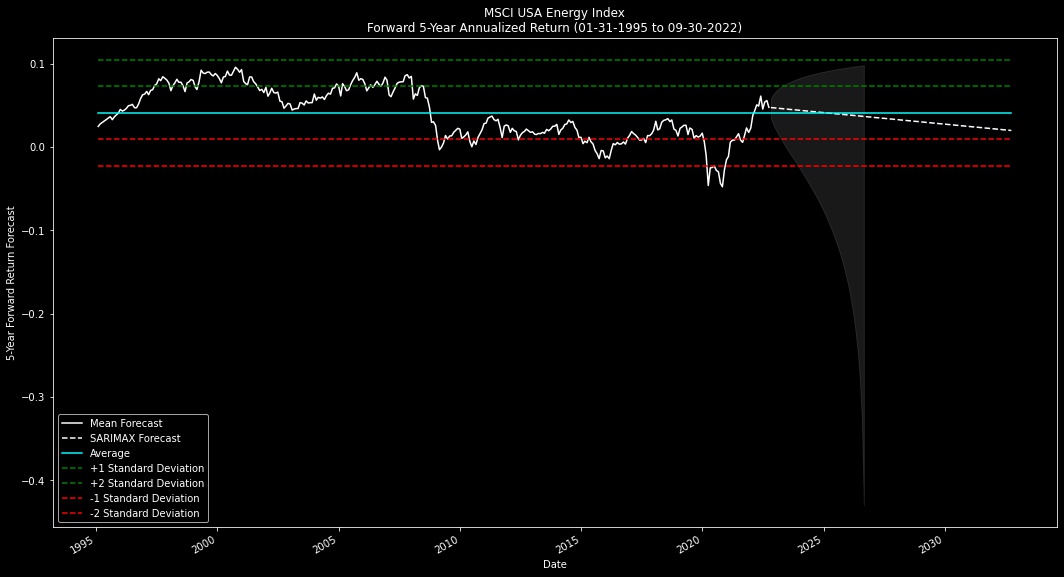 MSCI USA Energy Index
Forward 5-Year Annualized Return (01-31-1995 to 09-30-2022)
5-Year Forward Return Forecast
0.1
0.0
−0.1
−0.2
−0.3
−0.4
Mean Forecast
SARIMAX Forecast
Average
+1 Standard Deviation
+2 Standard Deviation
-1 Standard Deviation
-2 Standard Deviation
1995
2000
2005
2010
2015
2020
2025
2030
Date